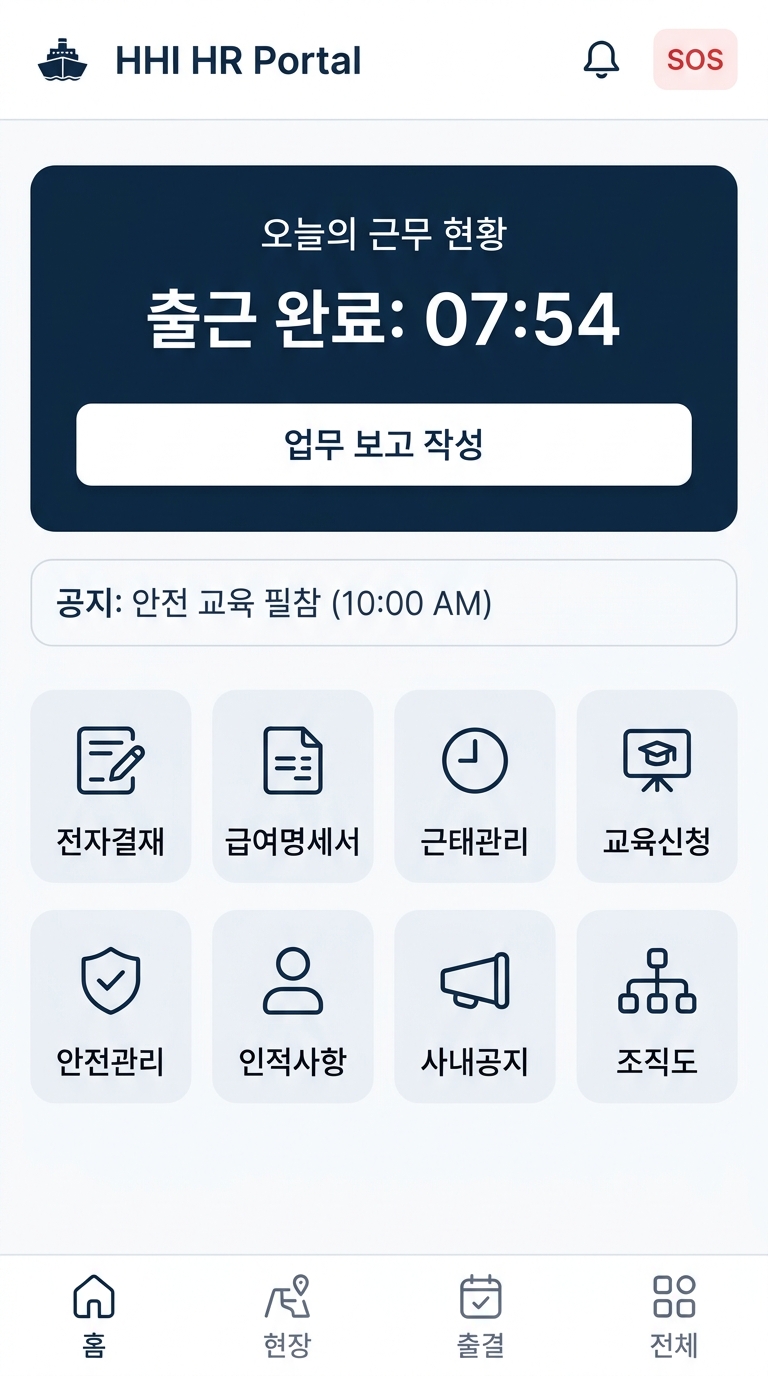 HHI HR Portal
SOS
오늘의 근무 현황
출근 완료: 07:54
업무 보고 작성
공지: 안전 교육 필참 (10:00 AM)
전자결재
급여명세서
근태관리
교육신청
안전관리
인적사항
사내공지
조직도
홈
현장
출결
전체